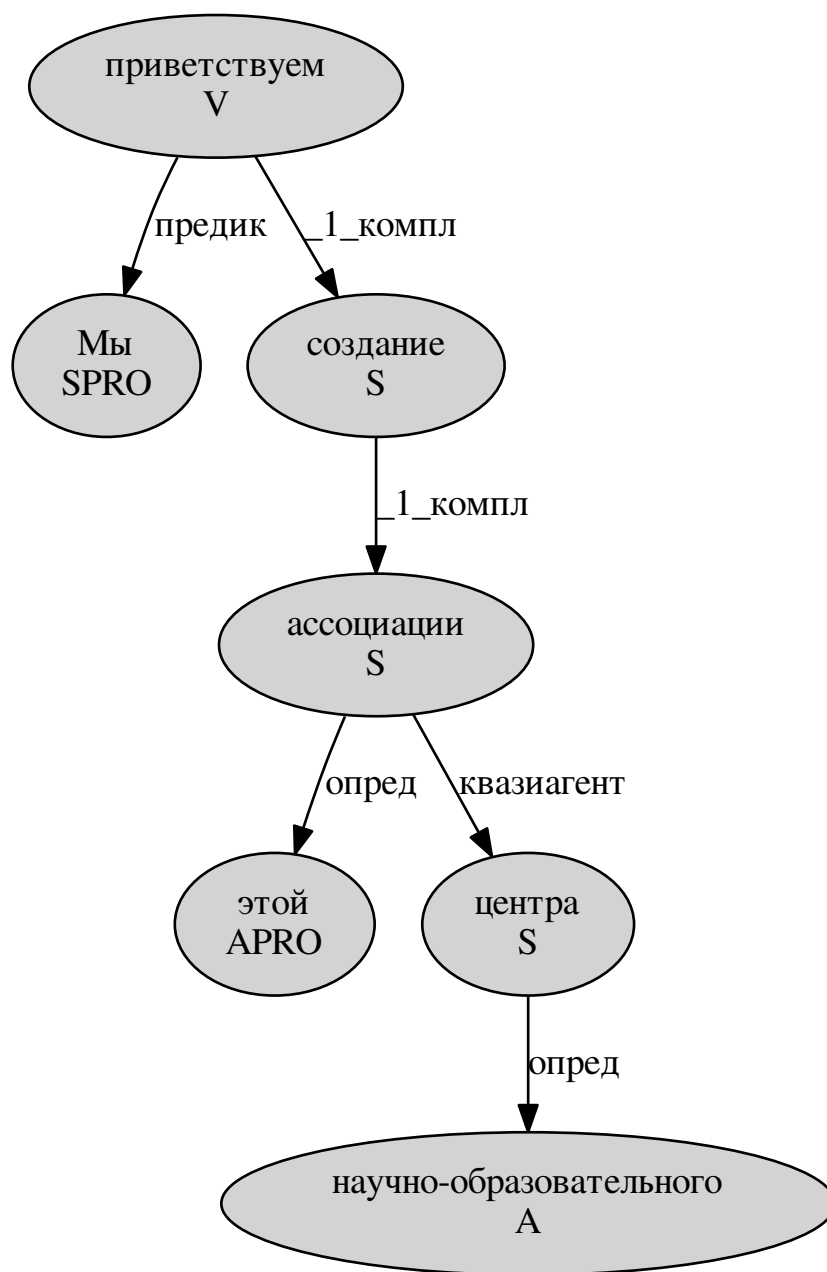 приветствуем
V
предик
_1_компл
Мы
SPRO
создание
S
_1_компл
ассоциации
S
опред
квазиагент
этой
APRO
центра
S
опред
научно-образовательного
A